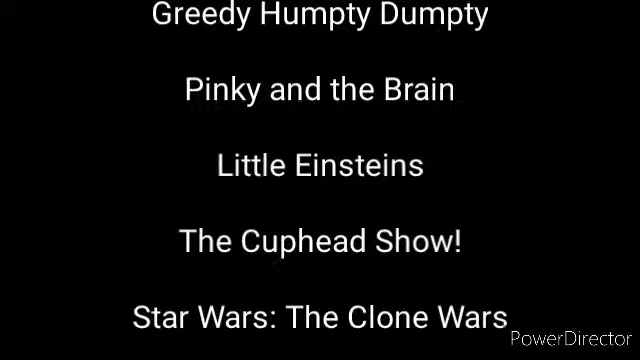 Greedy Humpty Dumpty
Pinky and the Brain
Little Einsteins
The Cuphead Show!
Star Wars: The Clone Wars
PowerDirector